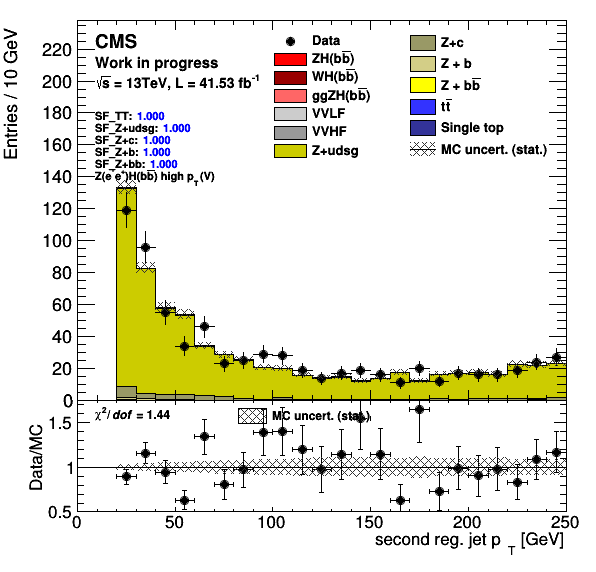 CMS
Work in progress
√s = 13TeV, L = 41.53 fb⁻¹
SF_TT: 1.000
SF_Z+udsg: 1.000
SF_Z+c: 1.000
SF_Z+b: 1.000
SF_Z+bb: 1.000
Z(e⁻e⁺)H(bb̅) high p_T(V)
Data
ZH(bb̅)
WH(bb̅)
ggZH(bb̅)
VVLF
VVHF
Z+udsg
Z+c
Z + b
Z + bb̅
tt̅
Single top
MC uncert. (stat.)
Entries / 10 GeV
220
200
180
160
140
120
100
80
60
40
20
0
χ²/dof = 1.44
MC uncert. (stat.)
Data/MC
1.5
1
0.5
0 50 100 150 200 250
second reg. jet p_T [GeV]